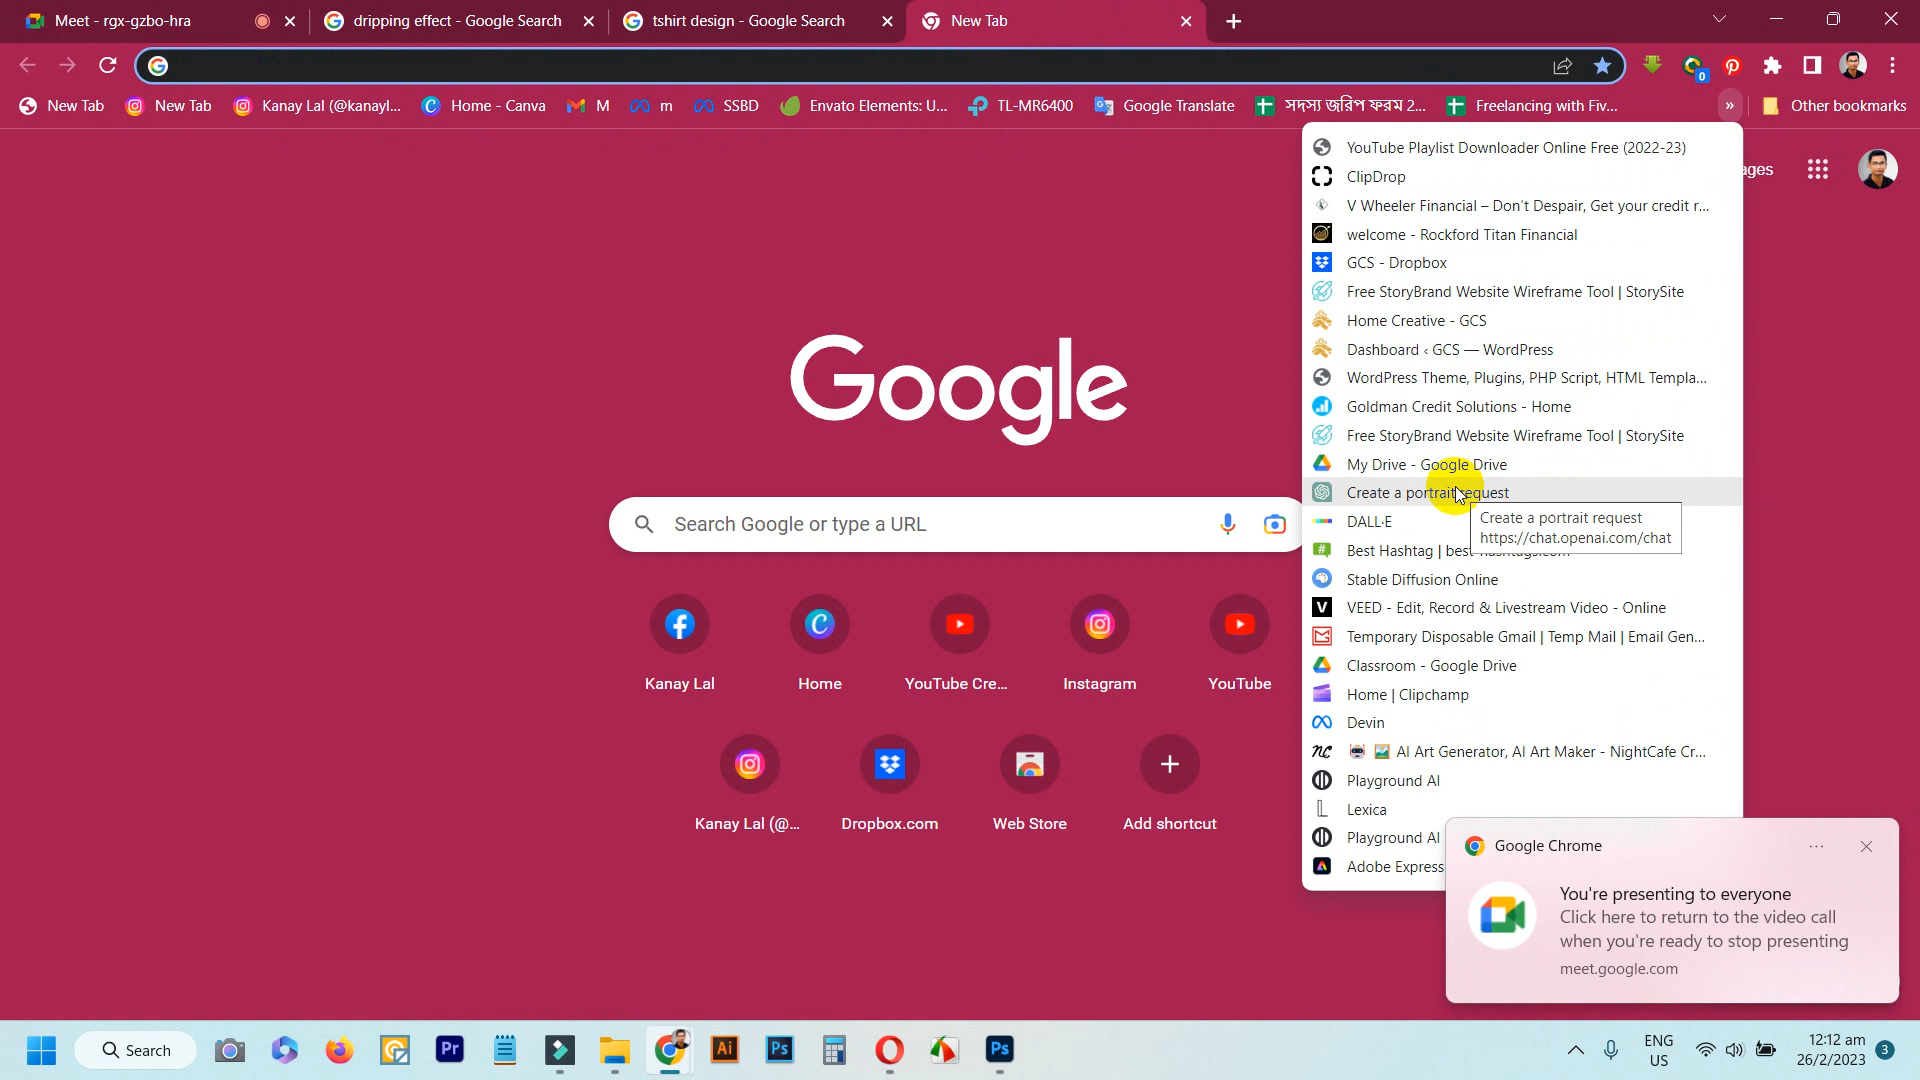 Meet - rgx-gzbo-hra
dripping effect - Google Search
tshirt design - Google Search
New Tab
0
New Tab
New Tab
Kanay Lal (@kanayl...
Home - Canva
M
m
SSBD
Envato Elements: U...
TL-MR6400
Google Translate
সদস্য জরিপ ফরম 2...
Freelancing with Fiv...
»
Other bookmarks
ages
YouTube Playlist Downloader Online Free (2022-23)
ClipDrop
V Wheeler Financial – Don't Despair, Get your credit r...
welcome - Rockford Titan Financial
GCS - Dropbox
Free StoryBrand Website Wireframe Tool | StorySite
Home Creative - GCS
Dashboard ‹ GCS — WordPress
WordPress Theme, Plugins, PHP Script, HTML Templa...
Goldman Credit Solutions - Home
Free StoryBrand Website Wireframe Tool | StorySite
My Drive - Google Drive
Create a portrait request
DALL·E
Create a portrait request
https://chat.openai.com/chat
Best Hashtag |
Stable Diffusion Online
VEED - Edit, Record & Livestream Video - Online
Temporary Disposable Gmail | Temp Mail | Email Gen...
Classroom - Google Drive
Home | Clipchamp
Devin
AI Art Generator, AI Art Maker - NightCafe Cr...
Playground AI
Lexica
Playground AI
Adobe Express
Google
Search Google or type a URL
Kanay Lal
Home
YouTube Cre...
Instagram
YouTube
Kanay Lal (@...
Dropbox.com
Web Store
Add shortcut
Google Chrome
You're presenting to everyone
Click here to return to the video call
when you're ready to stop presenting
meet.google.com
Search
Pr
Ai
Ps
Ps
ENG
US
12:12 am
26/2/2023
3